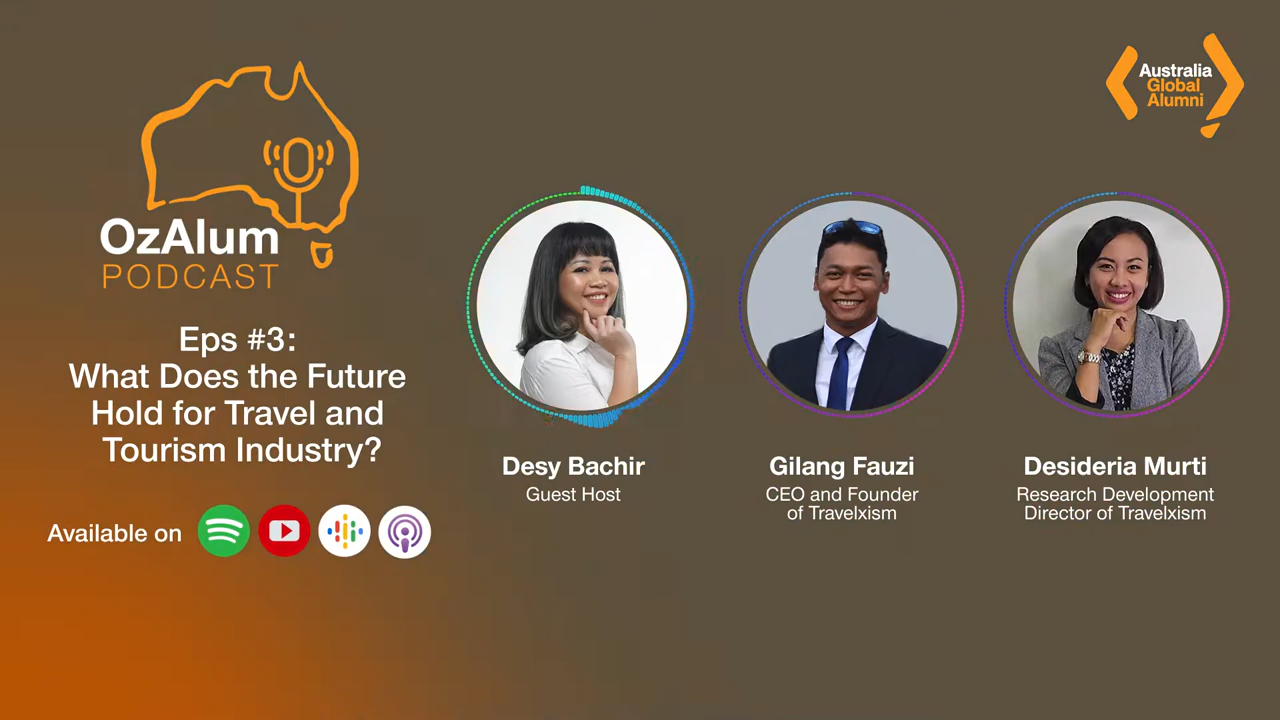 OzAlum
PODCAST
Eps #3:
What Does the Future
Hold for Travel and
Tourism Industry?
Available on
Australia
Global
Alumni
Desy Bachir
Guest Host
Gilang Fauzi
CEO and Founder
of Travelxism
Desideria Murti
Research Development
Director of Travelxism